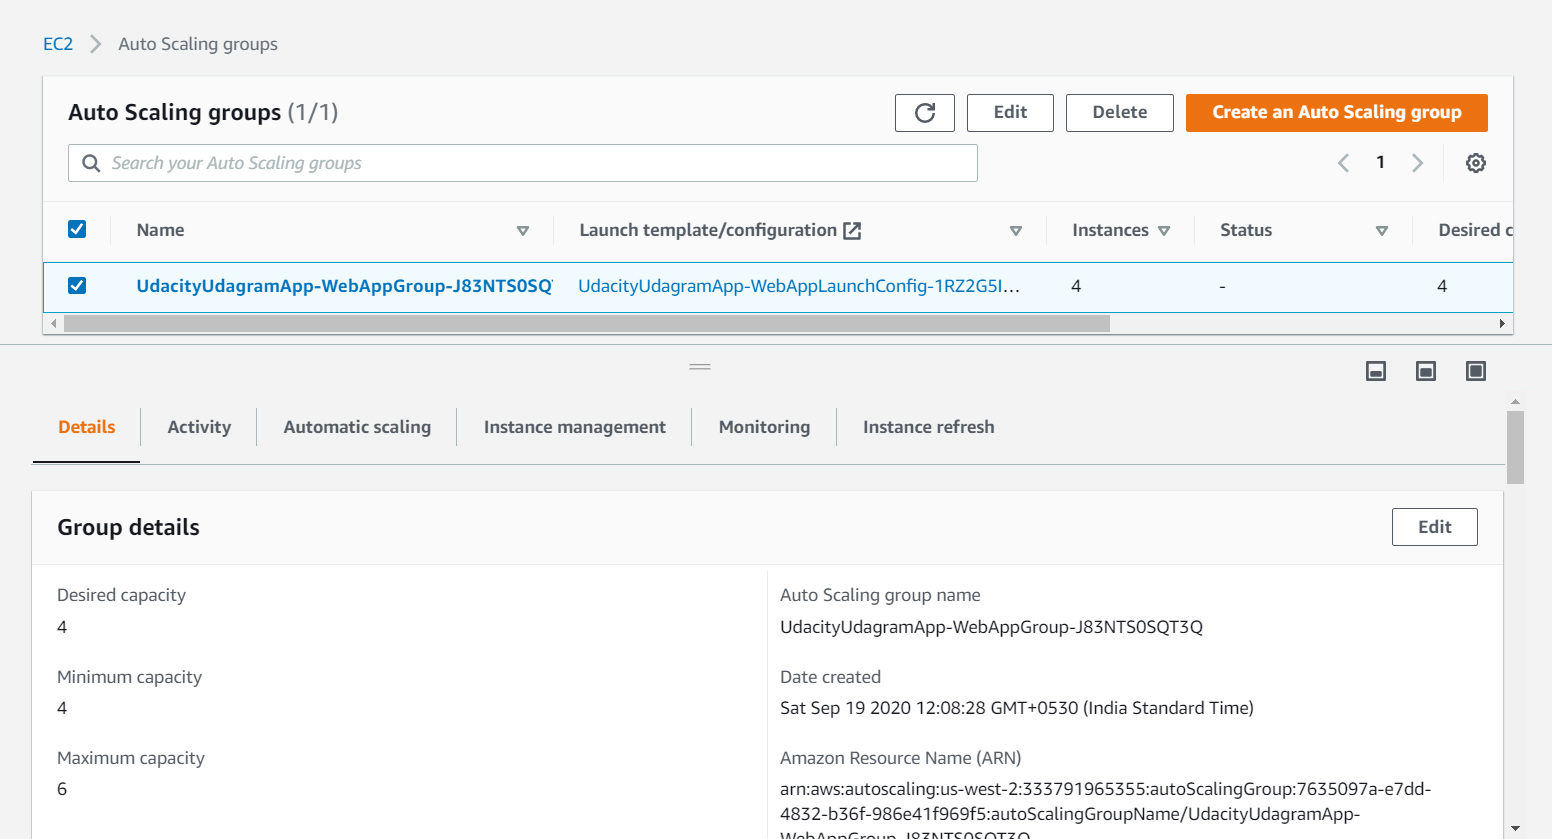 EC2 Auto Scaling groups
Auto Scaling groups (1/1) Edit Delete Create an Auto Scaling group
Search your Auto Scaling groups 1
Name Launch template/configuration Instances Status Desired c
UdacityUdagramApp-WebAppGroup-J83NTS0SQ UdacityUdagramApp-WebAppLaunchConfig-1RZ2G5I... 4 - 4
Details Activity Automatic scaling Instance management Monitoring Instance refresh
Group details Edit
Desired capacity
4
Minimum capacity
4
Maximum capacity
6
Auto Scaling group name
UdacityUdagramApp-WebAppGroup-J83NTS0SQT3Q
Date created
Sat Sep 19 2020 12:08:28 GMT+0530 (India Standard Time)
Amazon Resource Name (ARN)
arn:aws:autoscaling:us-west-2:333791965355:autoScalingGroup:7635097a-e7dd-
4832-b36f-986e41f969f5:autoScalingGroupName/UdacityUdagramApp-
WebAppGroup-J83NTS0SQT3Q